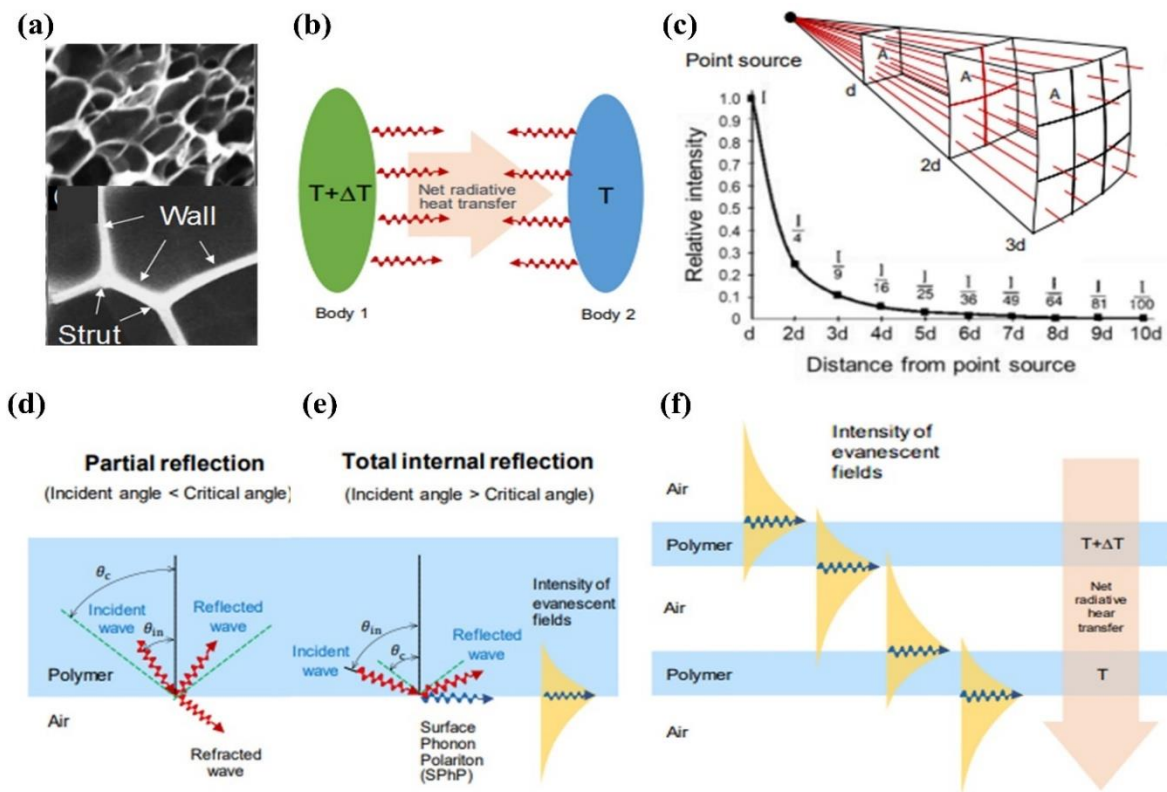 (a)
Wall
Strut
(b)
T+ΔT
Net radiative
heat transfer
T
Body 1
Body 2
(c)
Point source
A
A
A
d
2d
3d
Relative intensity
1.0
0.9
0.8
0.7
0.6
0.5
0.4
0.3
0.2
0.1
0
I
I/4
I/9
I/16
I/25
I/36
I/49
I/64
I/81
I/100
d 2d 3d 4d 5d 6d 7d 8d 9d 10d
Distance from point source
(d)
Partial reflection
(Incident angle < Critical angle)
θc
Incident
wave
θin
Reflected
wave
Polymer
Air
Refracted
wave
(e)
Total internal reflection
(Incident angle > Critical angle)
θin
θc
Incident
wave
Reflected
wave
Surface
Phonon
Polariton
(SPhP)
Intensity of
evanescent
fields
(f)
Intensity of
evanescent
fields
Air
Polymer
Air
Polymer
Air
T+ΔT
Net
radiative
hear
transfer
T